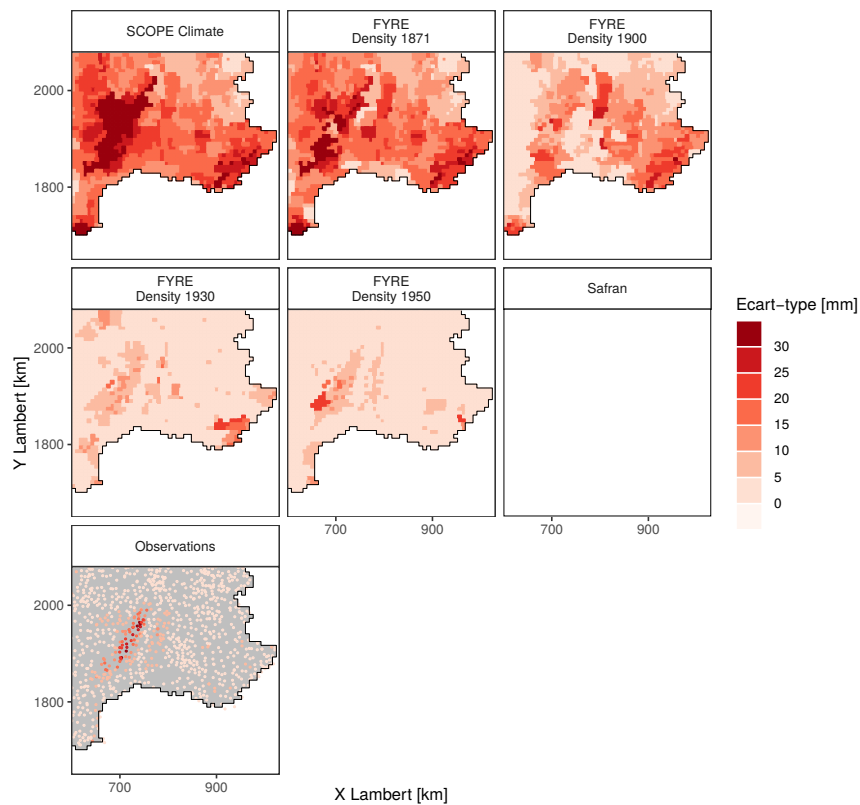 SCOPE Climate
FYRE
Density 1871
FYRE
Density 1900
2000
1800
FYRE
Density 1930
FYRE
Density 1950
Safran
2000
1800
700
900
700
900
Observations
2000
1800
700
900
Y Lambert [km]
X Lambert [km]
Ecart−type [mm]
30
25
20
15
10
5
0